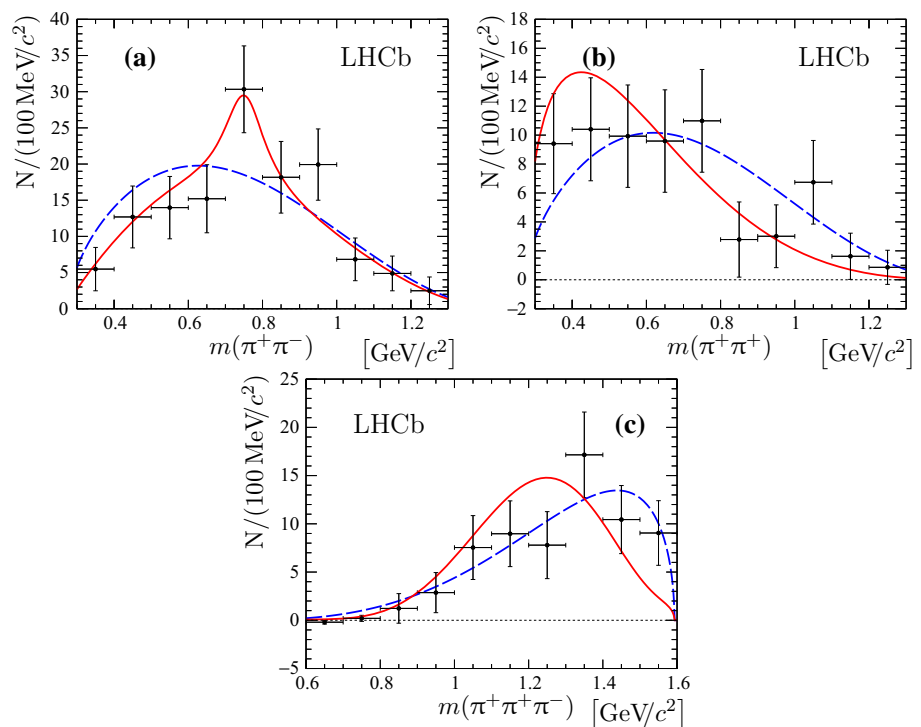 N/(100 MeV/c²)
40
35
30
25
20
15
10
5
0
(a)
LHCb
0.4 0.6 0.8 1 1.2
m(π⁺π⁻) [GeV/c²]
N/(100 MeV/c²)
18
16
14
12
10
8
6
4
2
0
−2
(b)
LHCb
0.4 0.6 0.8 1 1.2
m(π⁺π⁺) [GeV/c²]
N/(100 MeV/c²)
25
20
15
10
5
0
−5
LHCb
(c)
0.6 0.8 1 1.2 1.4 1.6
m(π⁺π⁺π⁻) [GeV/c²]